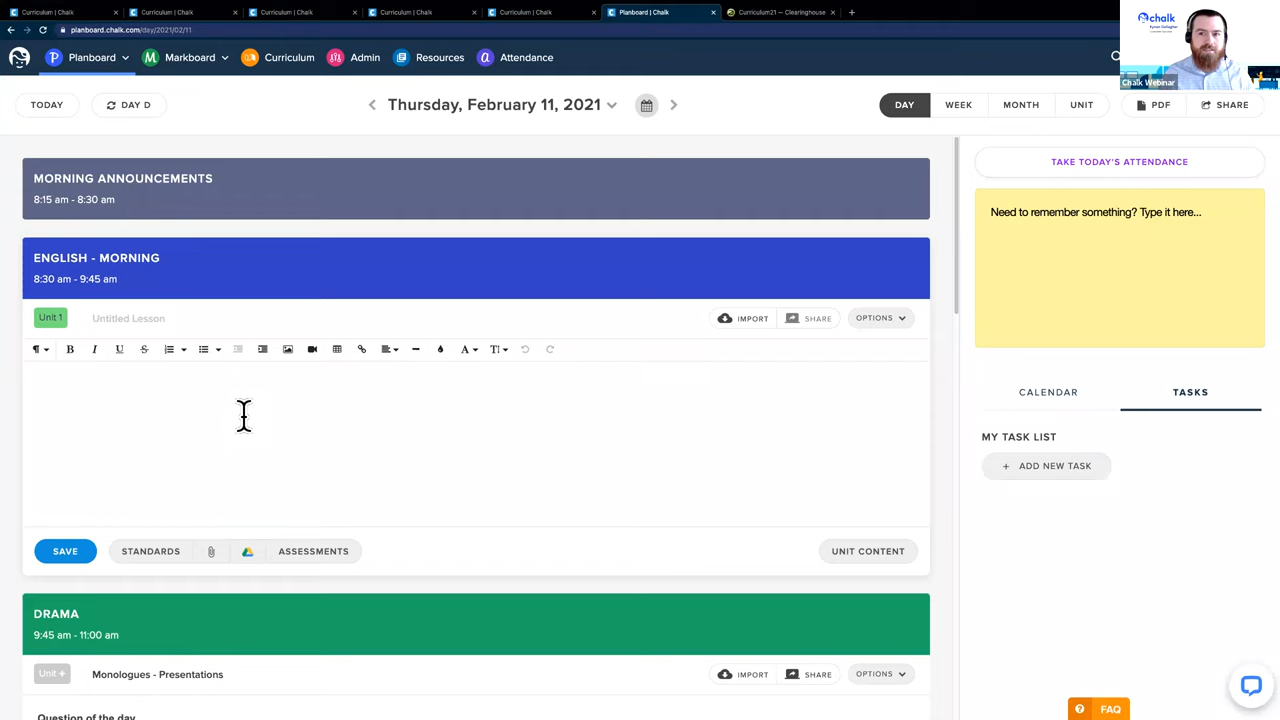 Curriculum | Chalk
Curriculum | Chalk
Curriculum | Chalk
Curriculum | Chalk
Curriculum | Chalk
Planboard | Chalk
Curriculum21 — Clearinghouse
planboard.chalk.com/day/2021/02/11
Planboard
Markboard
Curriculum
Admin
Resources
Attendance
chalk
Chalk Webinar
TODAY
DAY D
Thursday, February 11, 2021
DAY
WEEK
MONTH
UNIT
PDF
SHARE
MORNING ANNOUNCEMENTS
8:15 am - 8:30 am
ENGLISH - MORNING
8:30 am - 9:45 am
Unit 1
Untitled Lesson
IMPORT
SHARE
OPTIONS
SAVE
STANDARDS
ASSESSMENTS
UNIT CONTENT
DRAMA
9:45 am - 11:00 am
Unit +
Monologues - Presentations
IMPORT
SHARE
OPTIONS
Question of the day
TAKE TODAY'S ATTENDANCE
Need to remember something? Type it here...
CALENDAR
TASKS
MY TASK LIST
+ ADD NEW TASK
? FAQ